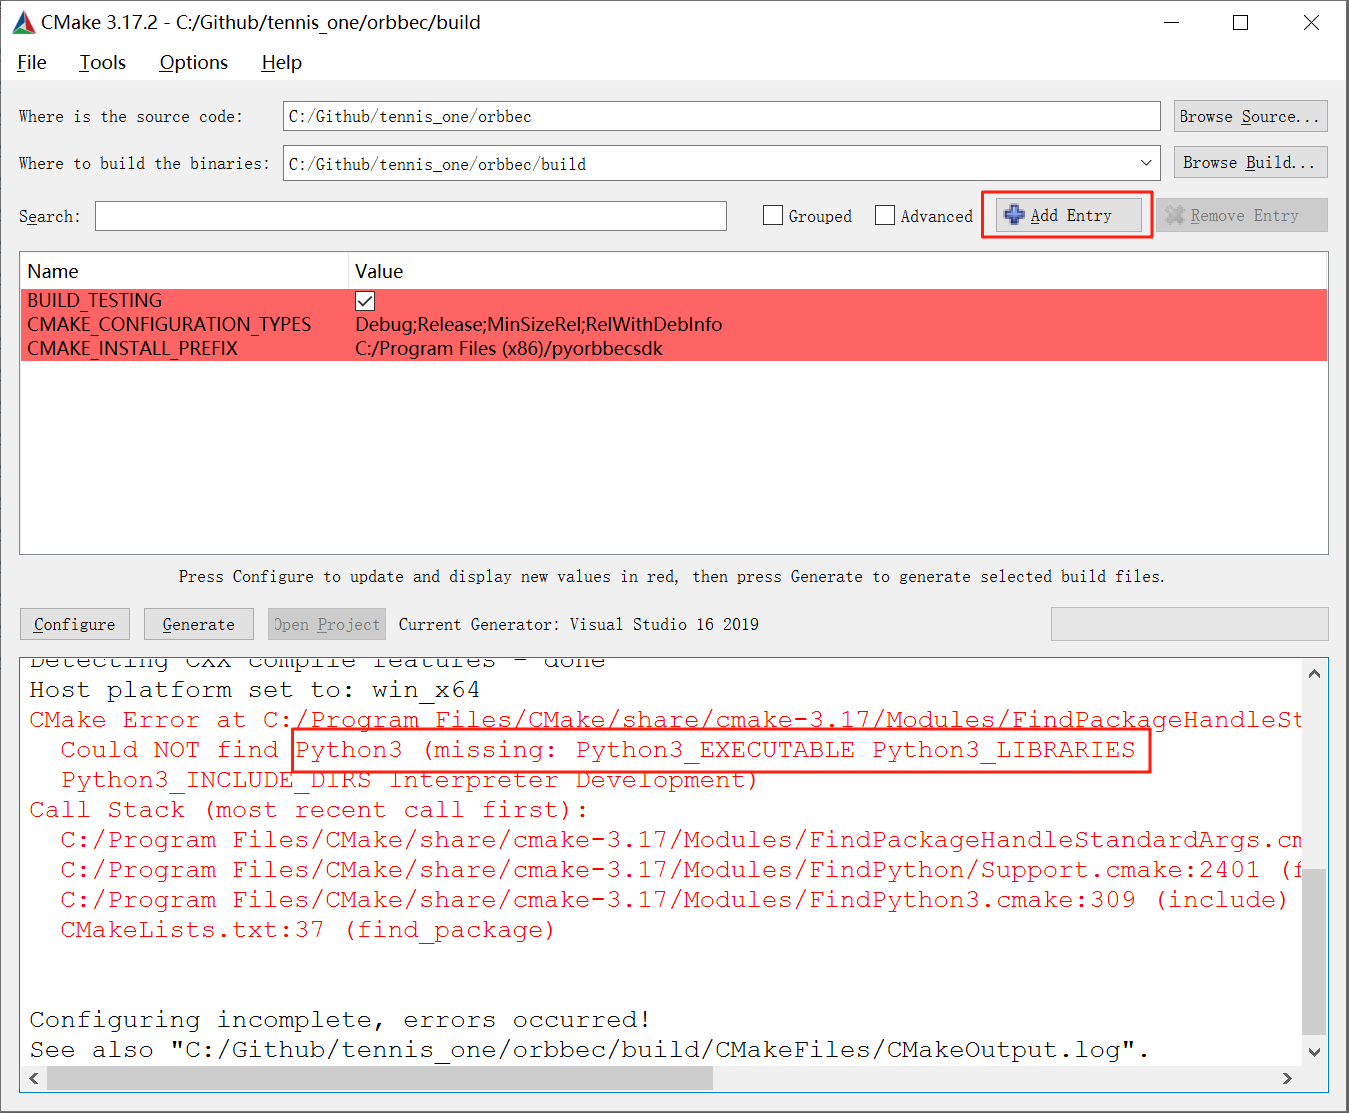 CMake 3.17.2 - C:/Github/tennis_one/orbbec/build
File Tools Options Help
Where is the source code: C:/Github/tennis_one/orbbec Browse Source...
Where to build the binaries: C:/Github/tennis_one/orbbec/build Browse Build...
Search: Grouped Advanced Add Entry Remove Entry
Name Value
BUILD_TESTING
CMAKE_CONFIGURATION_TYPES Debug;Release;MinSizeRel;RelWithDebInfo
CMAKE_INSTALL_PREFIX C:/Program Files (x86)/pyorbbecsdk
Press Configure to update and display new values in red, then press Generate to generate selected build files.
Configure Generate Open Project Current Generator: Visual Studio 16 2019
Detecting CXX compile features - done
Host platform set to: win_x64
CMake Error at C:/Program Files/CMake/share/cmake-3.17/Modules/FindPackageHandleSt
Could NOT find Python3 (missing: Python3_EXECUTABLE Python3_LIBRARIES
Python3_INCLUDE_DIRS Interpreter Development)
Call Stack (most recent call first):
C:/Program Files/CMake/share/cmake-3.17/Modules/FindPackageHandleStandardArgs.cm
C:/Program Files/CMake/share/cmake-3.17/Modules/FindPython/Support.cmake:2401 (f
C:/Program Files/CMake/share/cmake-3.17/Modules/FindPython3.cmake:309 (include)
CMakeLists.txt:37 (find_package)
Configuring incomplete, errors occurred!
See also "C:/Github/tennis_one/orbbec/build/CMakeFiles/CMakeOutput.log".